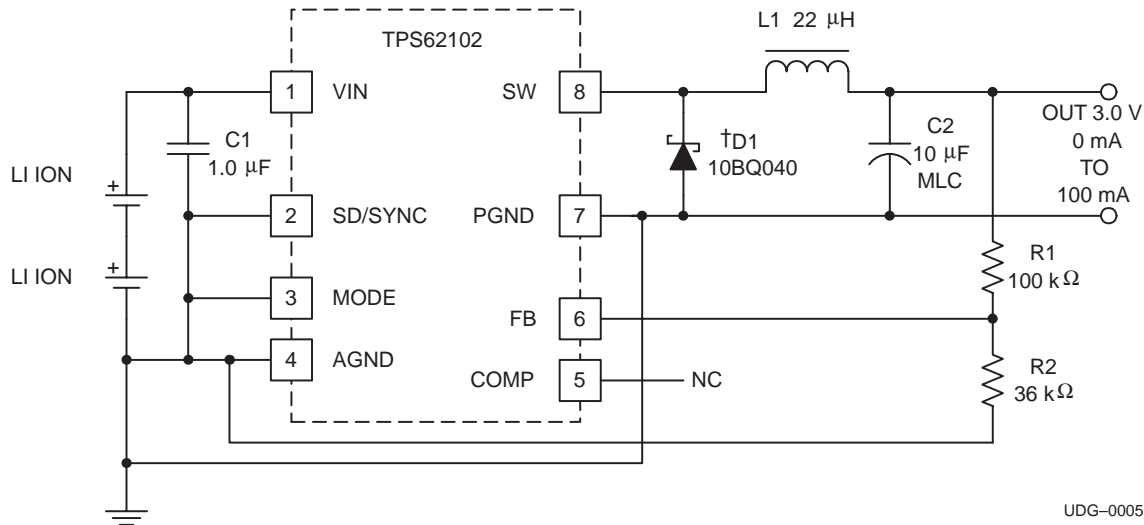 L1 22 μH
TPS62102
1 VIN
SW 8
C1
1.0 μF
†D1
10BQ040
C2
10 μF
MLC
OUT 3.0 V
0 mA
TO
100 mA
LI ION
+
2 SD/SYNC
PGND 7
LI ION
+
3 MODE
FB 6
R1
100 kΩ
4 AGND
COMP 5
NC
R2
36 kΩ
UDG–0005